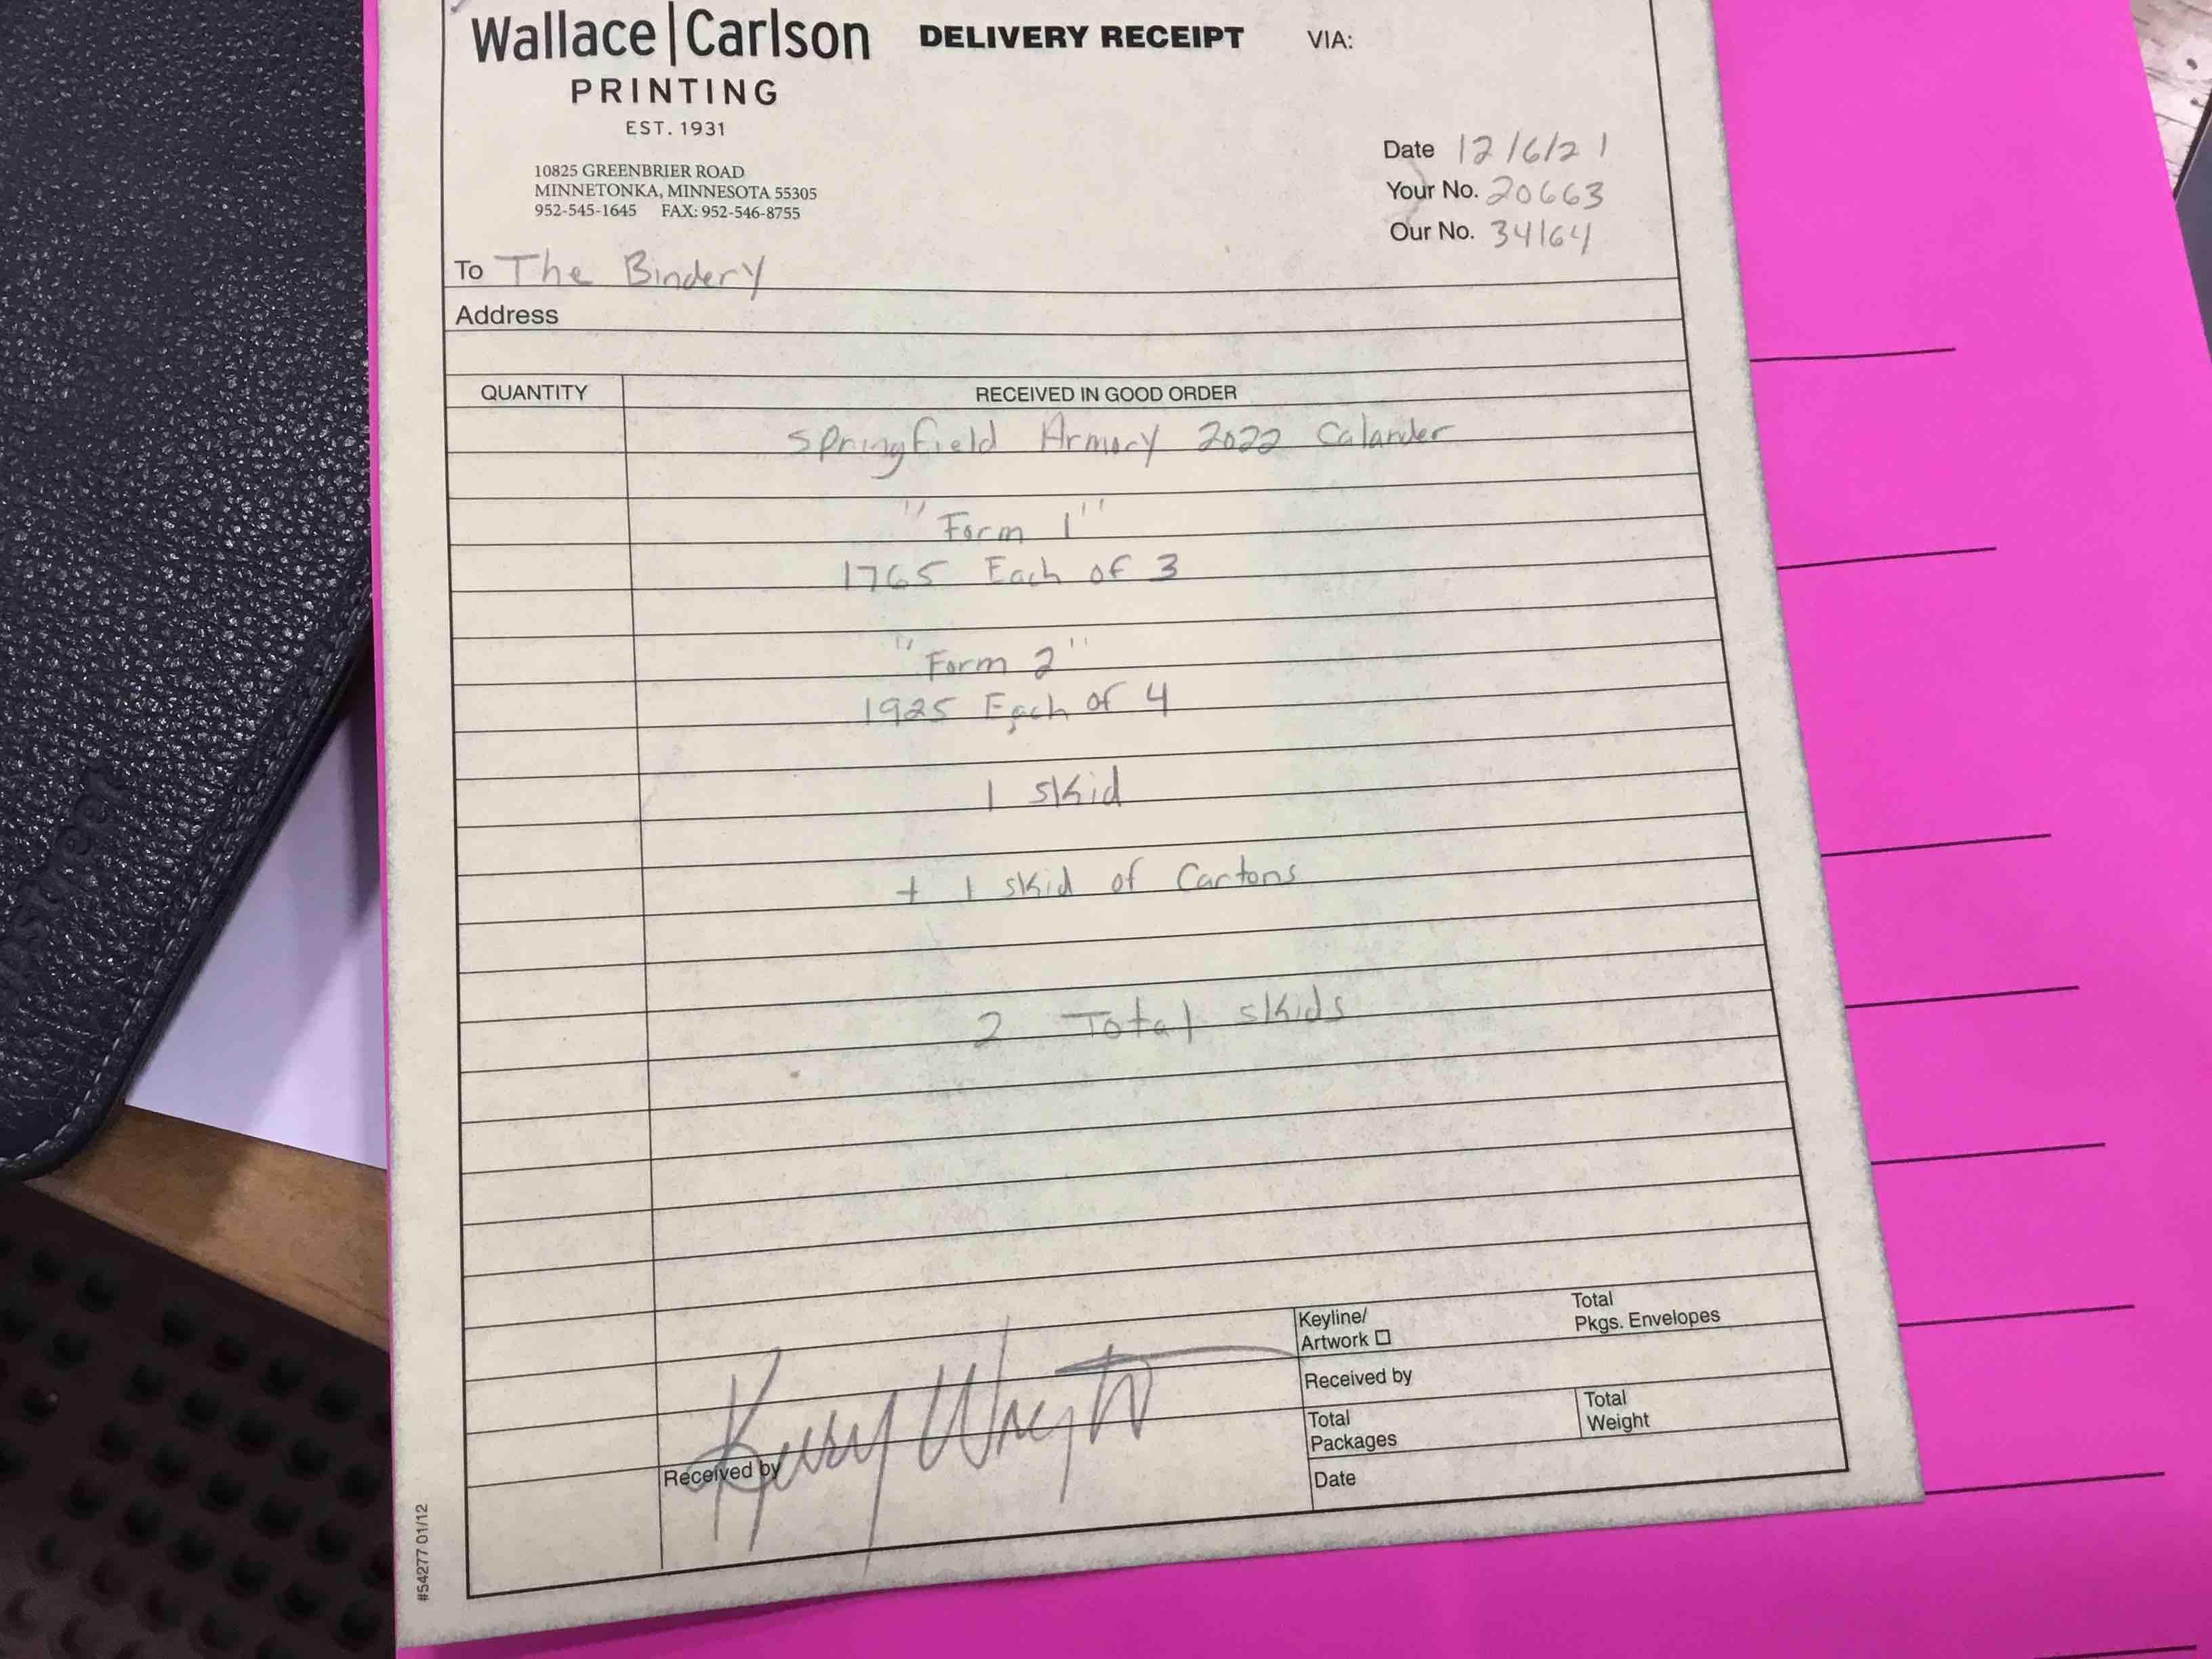 Wallace|Carlson DELIVERY RECEIPT VIA:
PRINTING
EST. 1931
10825 GREENBRIER ROAD
MINNETONKA, MINNESOTA 55305
952-545-1645 FAX: 952-546-8755
Date 12/6/21
Your No. 20663
Our No. 34164
To The Bindery
Address
QUANTITY RECEIVED IN GOOD ORDER
Springfield Armory 2022 Calander
"Form 1"
1765 Each of 3
"Form 2"
1925 Each of 4
1 skid
+ 1 skid of Cartons
2 Total skids
Keyline/
Artwork ☐
Total
Pkgs. Envelopes
Received by
Total
Packages
Total
Weight
Date
Received by Kerry
#54277 01/12